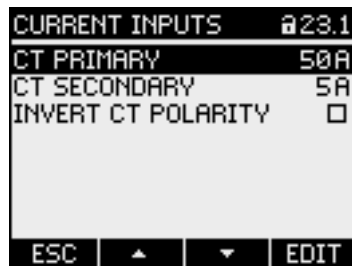 CURRENT INPUTS 23.1
CT PRIMARY 50A
CT SECONDARY 5A
INVERT CT POLARITY
ESC EDIT